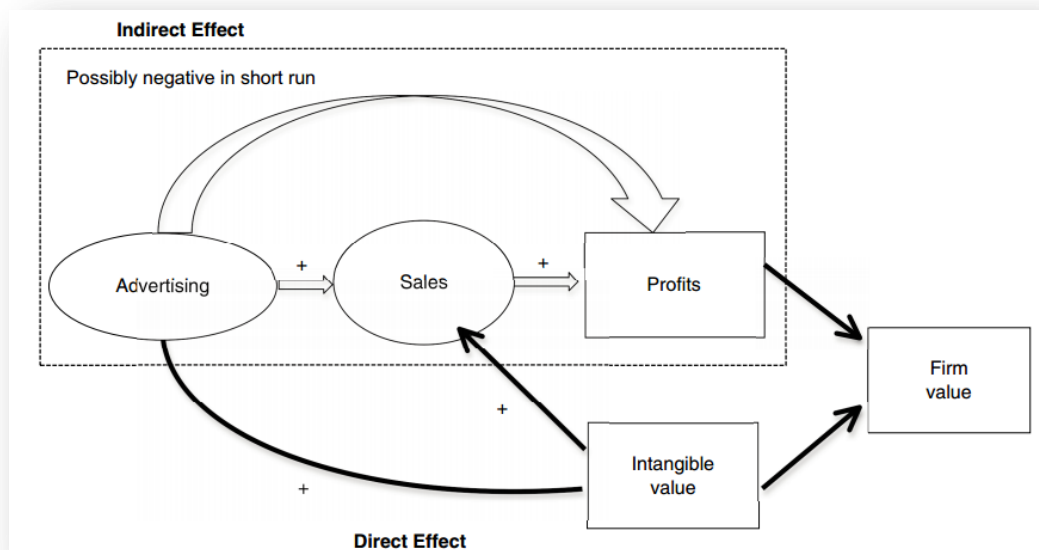 Indirect Effect
Possibly negative in short run
+
+
Advertising
Sales
Profits
Firm
value
+
Intangible
value
+
Direct Effect